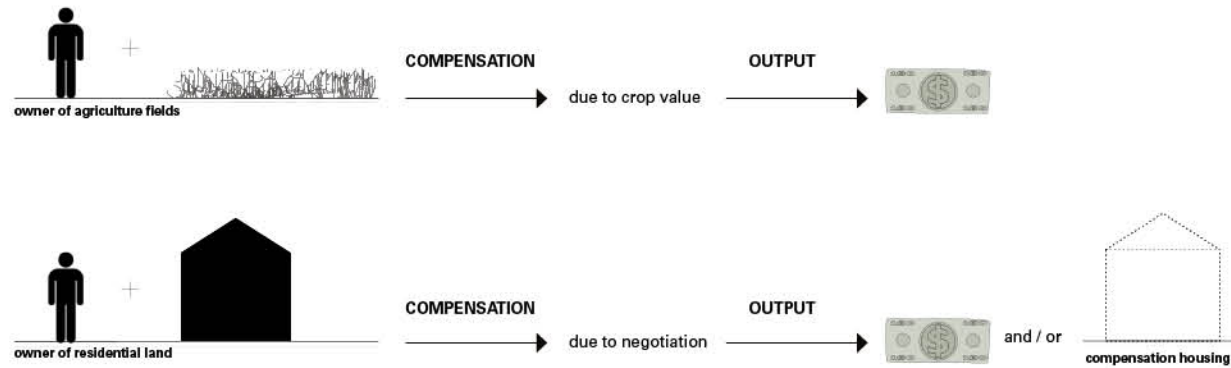 +
COMPENSATION
OUTPUT
due to crop value
$
owner of agriculture fields
+
COMPENSATION
OUTPUT
due to negotiation
$
and / or
owner of residential land
compensation housing